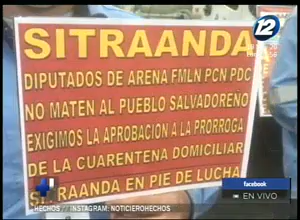 12
SITRAANDA
DIPUTADOS DE ARENA FMLN PCN PDC
NO MATEN AL PUEBLO SALVADOREÑO
EXIGIMOS LA APROBACION A LA PRORROGA
DE LA CUARENTENA DOMICILIAR
RAANDA EN PIE DE LUCHA
facebook
EN VIVO
HECHOS // INSTAGRAM: NOTICIEROHECHOS